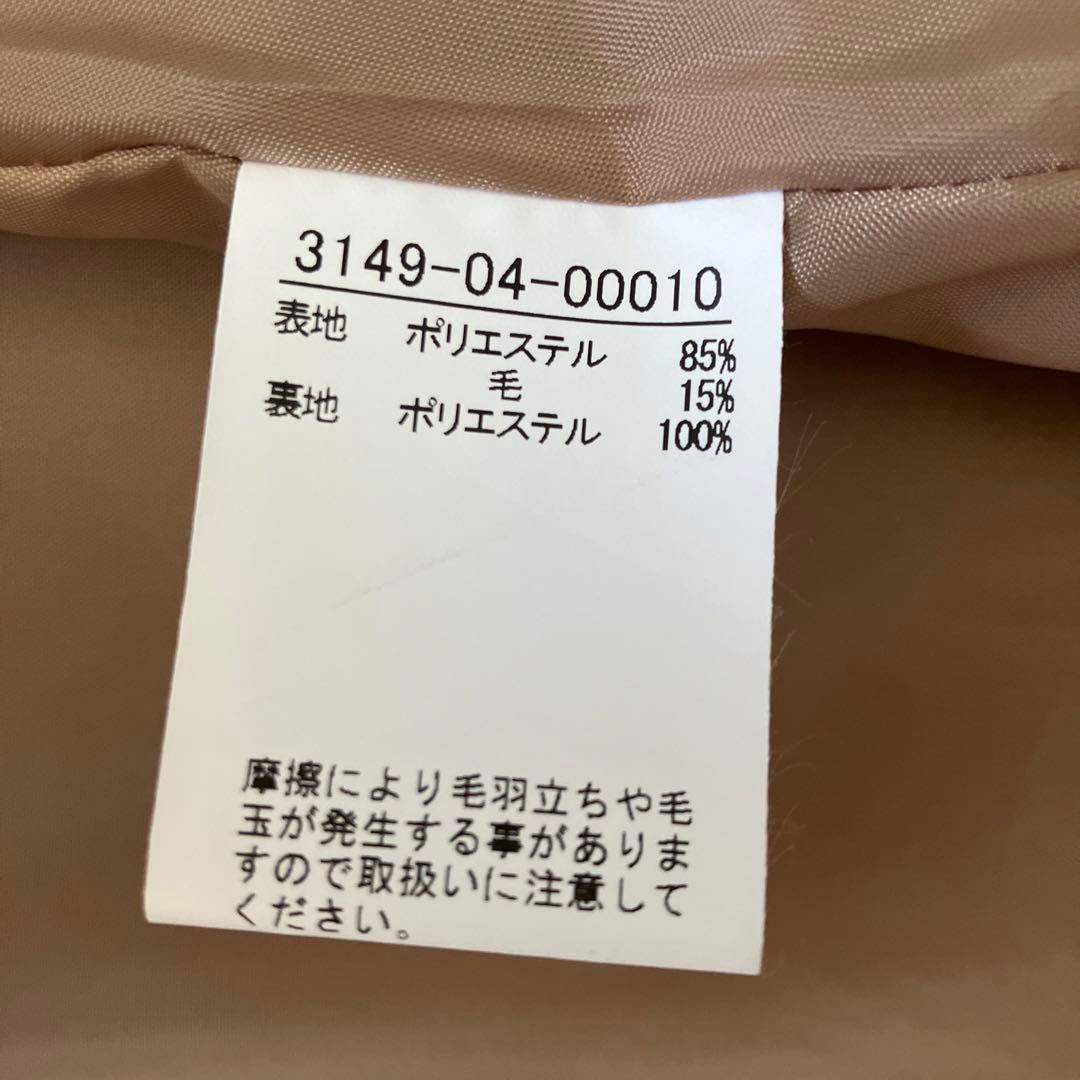 3149-04-00010
表地 ポリエステル 85%
毛 15%
裏地 ポリエステル 100%
摩擦により毛羽立ちや毛
玉が発生する事がありま
すので取扱いに注意して
ください。